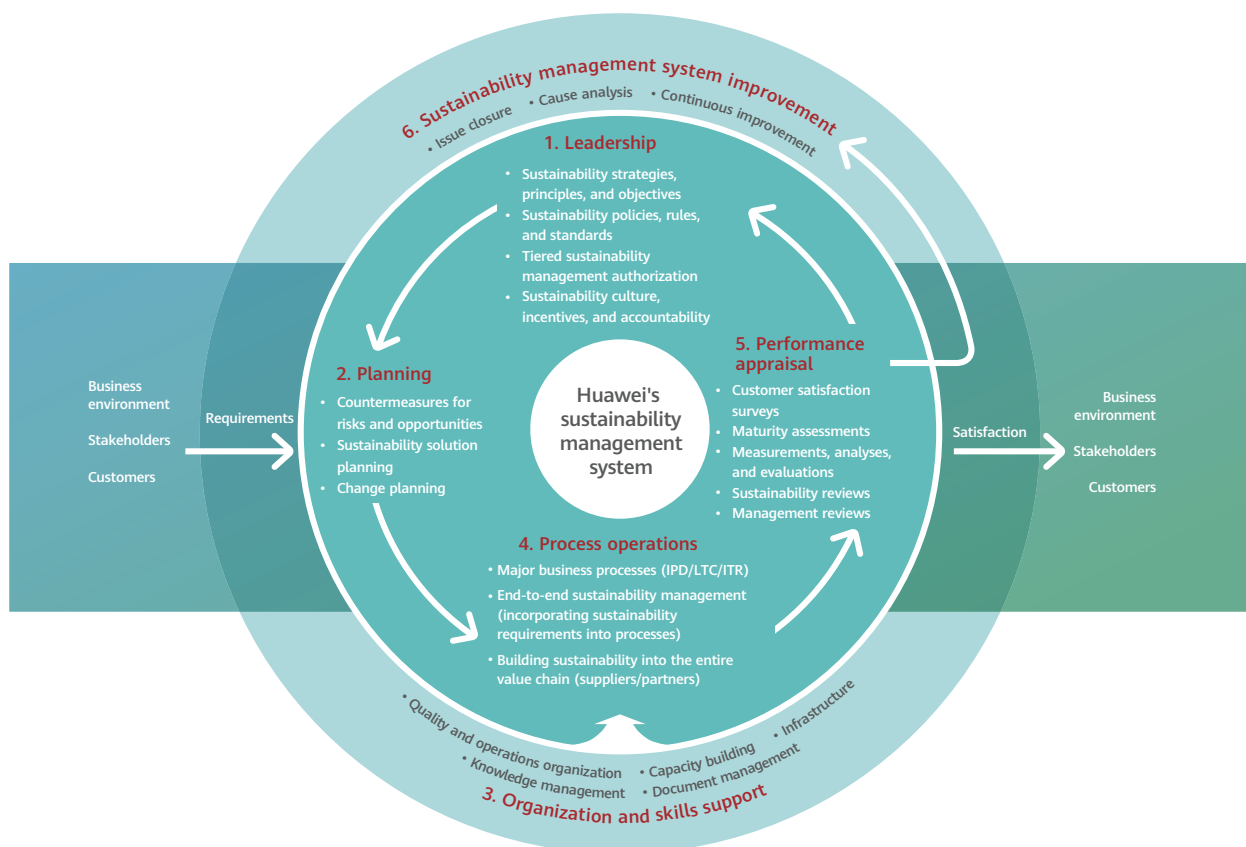 6. Sustainability management system improvement
• Issue closure
• Cause analysis
• Continuous improvement
1. Leadership
• Sustainability strategies,
principles, and objectives
• Sustainability policies, rules,
and standards
• Tiered sustainability
management authorization
• Sustainability culture,
incentives, and accountability
Business
environment
Stakeholders
Customers
Requirements
2. Planning
• Countermeasures for
risks and opportunities
• Sustainability solution
planning
• Change planning
Huawei's
sustainability
management
system
5. Performance
appraisal
• Customer satisfaction
surveys
• Maturity assessments
• Measurements, analyses,
and evaluations
• Sustainability reviews
• Management reviews
Satisfaction
Business
environment
Stakeholders
Customers
4. Process operations
• Major business processes (IPD/LTC/ITR)
• End-to-end sustainability management
(incorporating sustainability
requirements into processes)
• Building sustainability into the entire
value chain (suppliers/partners)
• Quality and operations organization
• Knowledge management
• Capacity building
• Document management
• Infrastructure
3. Organization and skills support